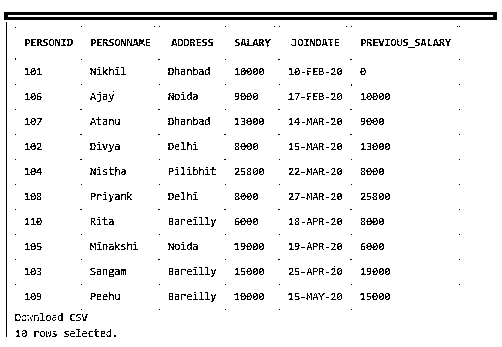 PERSONID PERSONNAME ADDRESS SALARY JOINDATE PREVIOUS_SALARY
101 Nikhil Dhanbad 10000 10-FEB-20 0
106 Ajay Noida 9000 17-FEB-20 10000
107 Atanu Dhanbad 13000 14-MAR-20 9000
102 Divya Delhi 8000 15-MAR-20 13000
104 Nistha Pilibhit 25800 22-MAR-20 8000
108 Priyank Delhi 8000 27-MAR-20 25800
110 Rita Bareilly 6000 18-APR-20 8000
105 Minakshi Noida 19000 19-APR-20 6000
103 Sangam Bareilly 15000 25-APR-20 19000
109 Peehu Bareilly 10000 15-MAY-20 15000
Download CSV
10 rows selected.